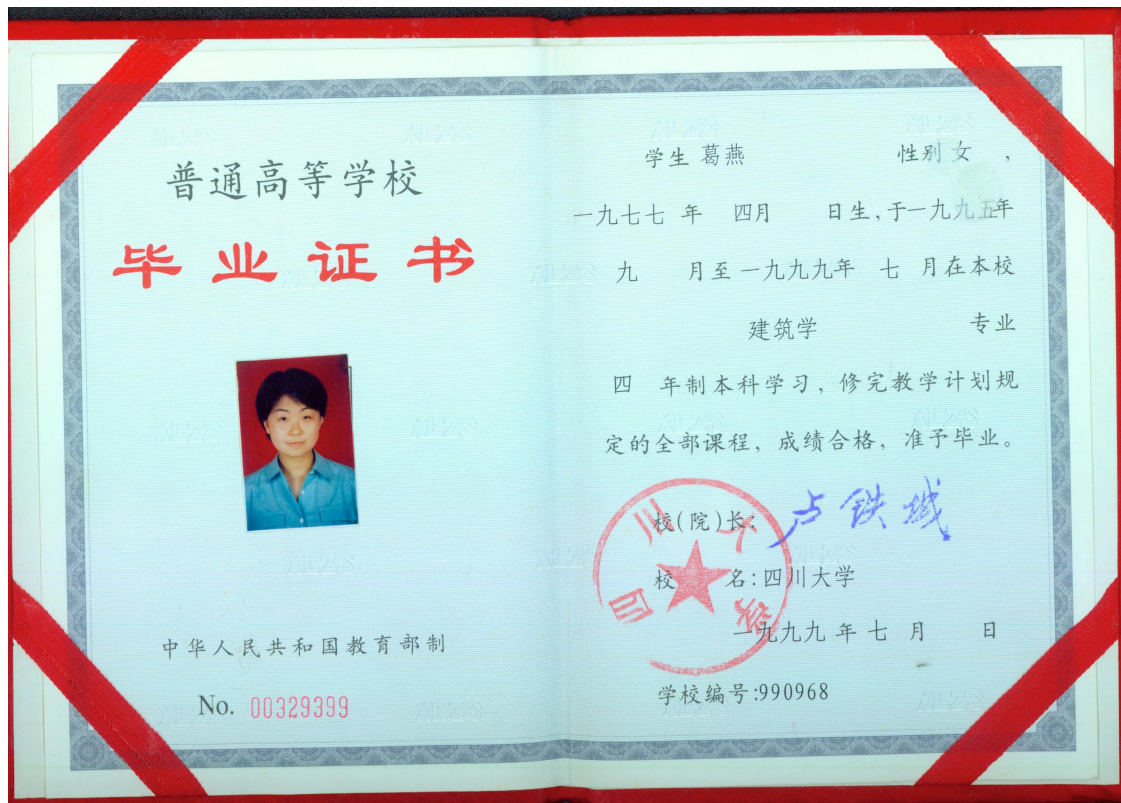 普通高等学校
毕业证书
中华人民共和国教育部制
No. 00329399
学生 葛燕 性别 女 ,
一九七七 年 四月 日生,于一九九五年
九 月至一九九九年 七 月在本校
建筑学 专业
四 年制本科学习,修完教学计划规
定的全部课程,成绩合格,准予毕业。
校(院)长: 卢铁城
校 名:四川大学
一九九九 年 七 月 日
学校编号:990968
四川大学